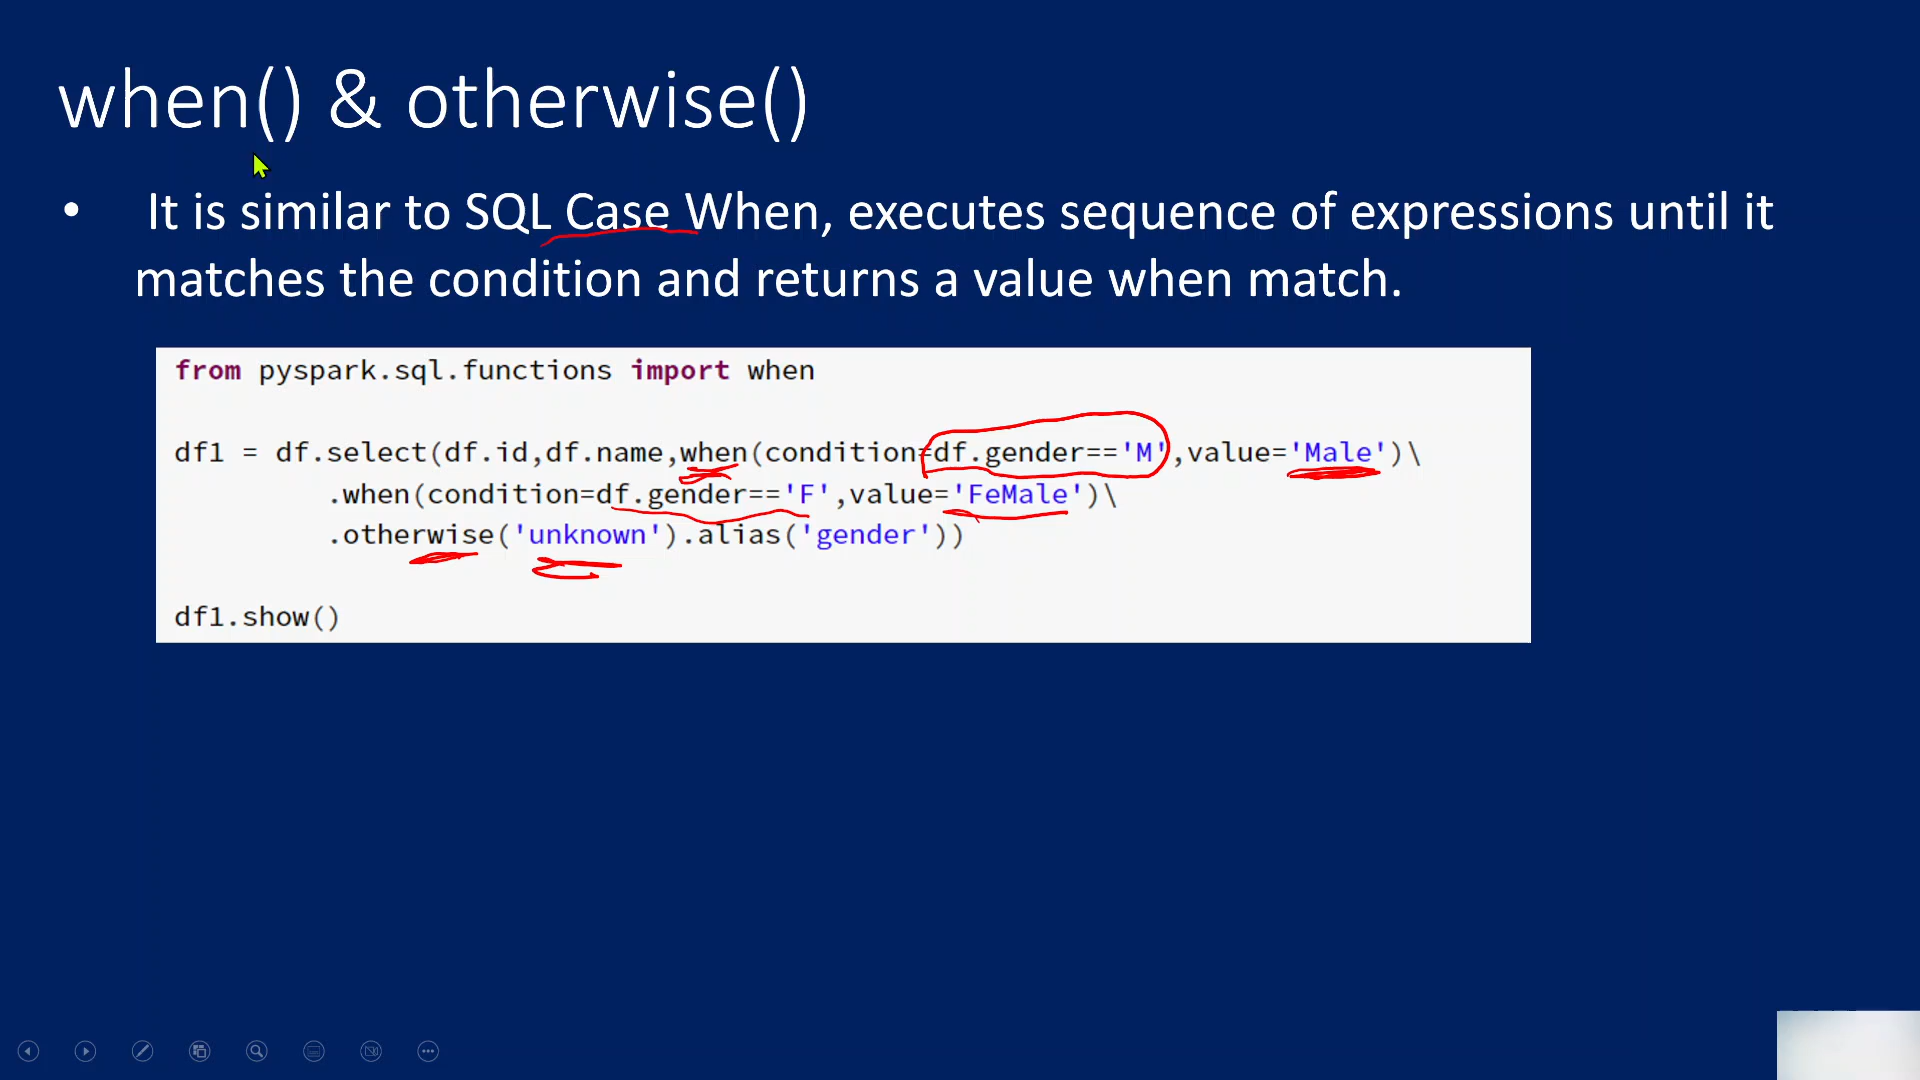 when() & otherwise()
• It is similar to SQL Case When, executes sequence of expressions until it
matches the condition and returns a value when match.
from pyspark.sql.functions import when
df1 = df.select(df.id,df.name,when(condition=df.gender=='M',value='Male')\
.when(condition=df.gender=='F',value='FeMale')\
.otherwise('unknown').alias('gender'))
df1.show()